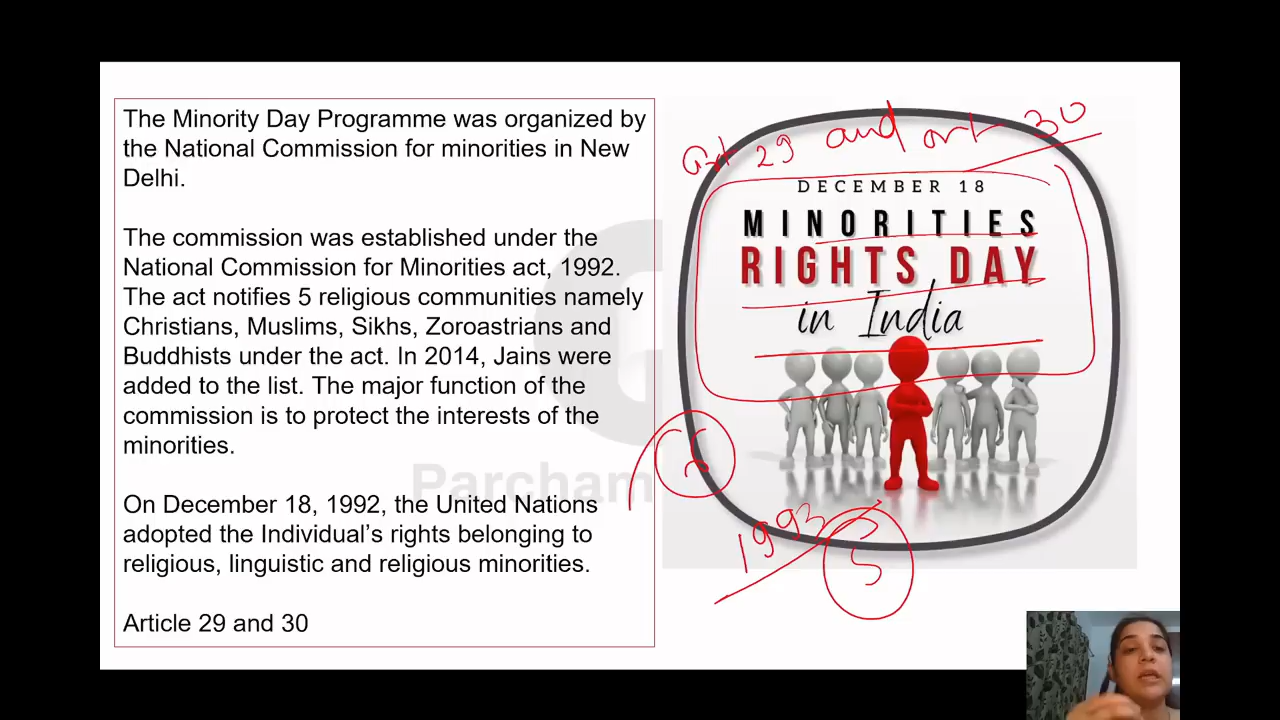 The Minority Day Programme was organized by
the National Commission for minorities in New
Delhi.
The commission was established under the
National Commission for Minorities act, 1992.
The act notifies 5 religious communities namely
Christians, Muslims, Sikhs, Zoroastrians and
Buddhists under the act. In 2014, Jains were
added to the list. The major function of the
commission is to protect the interests of the
minorities.
On December 18, 1992, the United Nations
adopted the Individual’s rights belonging to
religious, linguistic and religious minorities.
Article 29 and 30
Parcham
art 29 and art 30
DECEMBER 18
MINORITIES
RIGHTS DAY
in India
1993
5